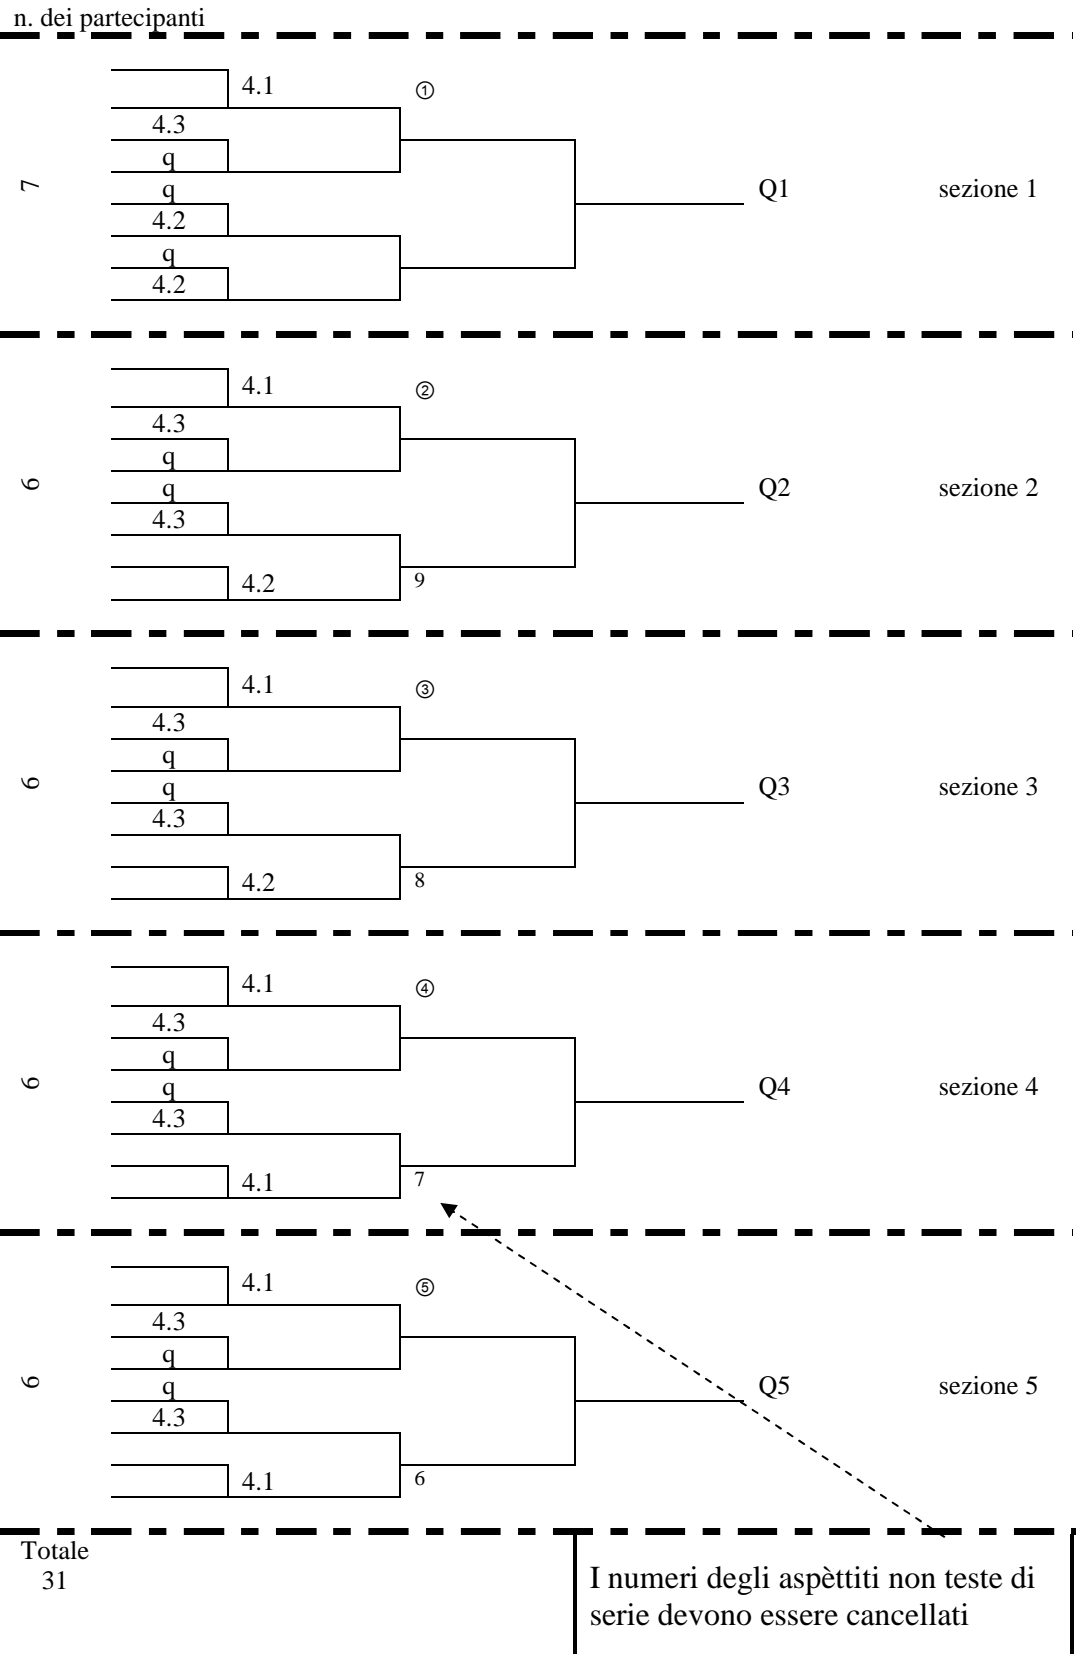 n. dei partecipanti
4.1 ①
4.3
q
7 q Q1 sezione 1
4.2
q
4.2
4.1 ②
4.3
q
6 q Q2 sezione 2
4.3
4.2 9
4.1 ③
4.3
q
6 q Q3 sezione 3
4.3
4.2 8
4.1 ④
4.3
q
6 q Q4 sezione 4
4.3
4.1 7
4.1 ⑤
4.3
q
6 q Q5 sezione 5
4.3
4.1 6
Totale
31
I numeri degli aspèttiti non teste di
serie devono essere cancellati